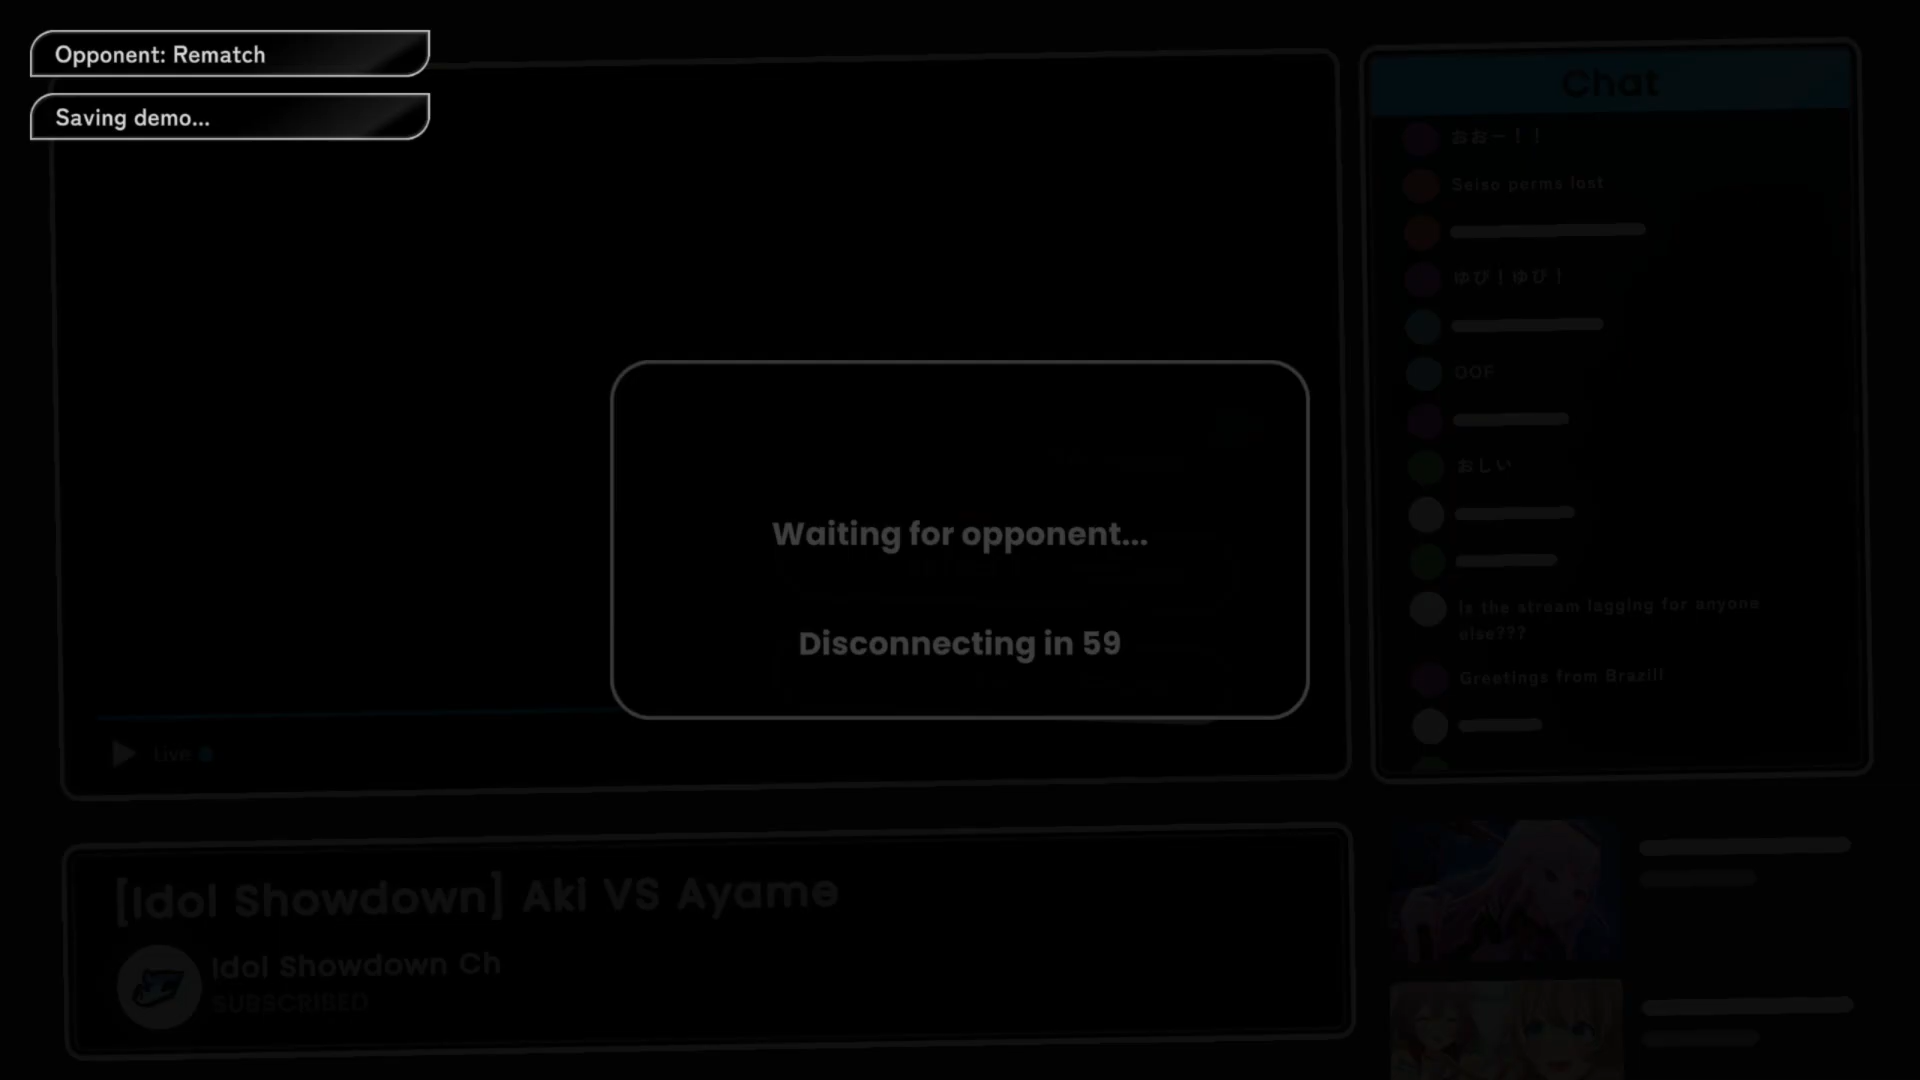 Opponent: Rematch
Saving demo...
Chat
おおー！！
Seiso perms lost
ゆび！ゆび！
OOF
おしい
Is the stream lagging for anyone
else???
Greetings from Brazil!
Waiting for opponent...
Disconnecting in 59
Live
[Idol Showdown] Aki VS Ayame
Idol Showdown Ch
SUBSCRIBED